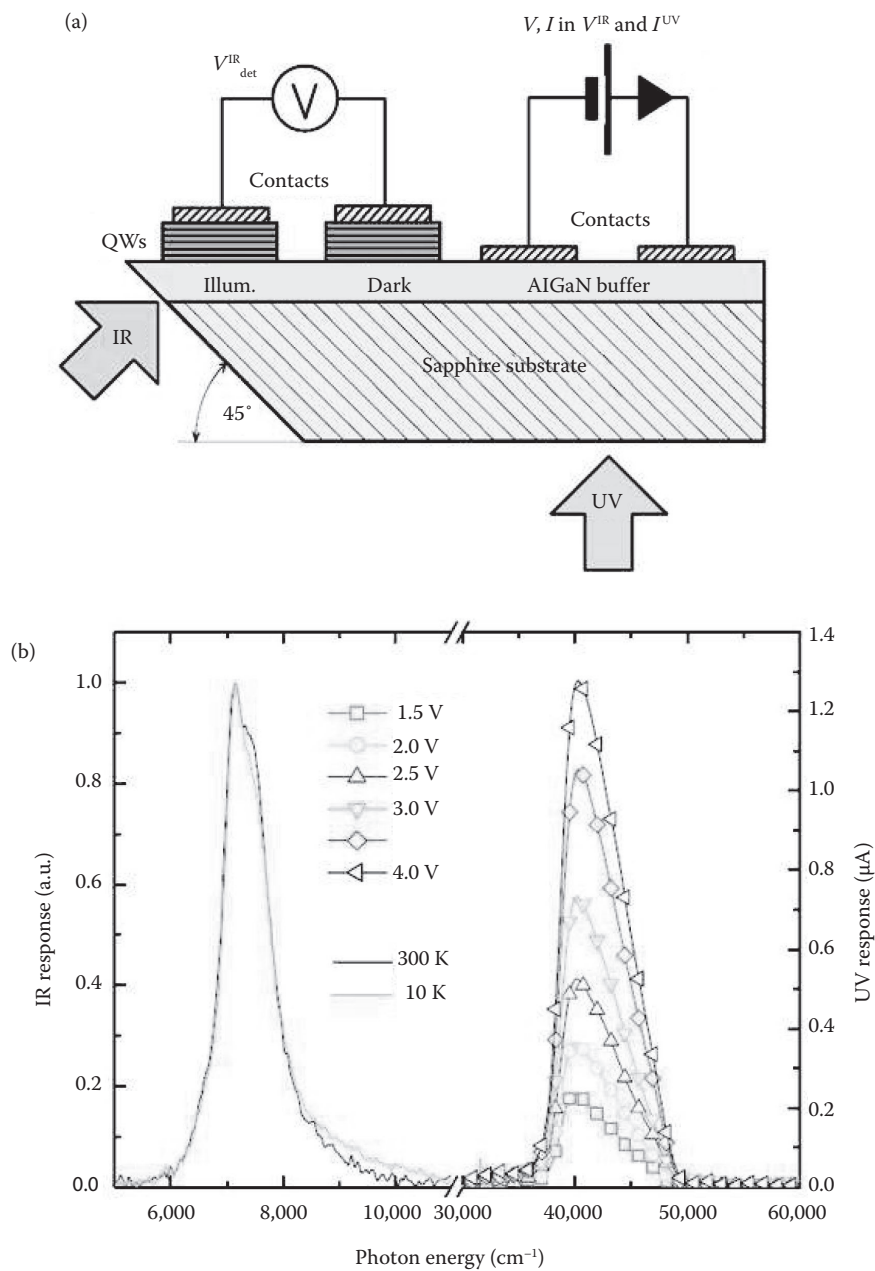 (a)
V, I in V^IR and I^UV
V^IR_det
V
Contacts
Contacts
QWs
Illum.
Dark
AIGaN buffer
IR
Sapphire substrate
45°
UV
(b)
1.0
0.8
0.6
0.4
0.2
0.0
IR response (a.u.)
1.5 V
2.0 V
2.5 V
3.0 V
4.0 V
300 K
10 K
1.4
1.2
1.0
0.8
0.6
0.4
0.2
0.0
UV response (μA)
6,000
8,000
10,000
30,000
40,000
50,000
60,000
Photon energy (cm⁻¹)